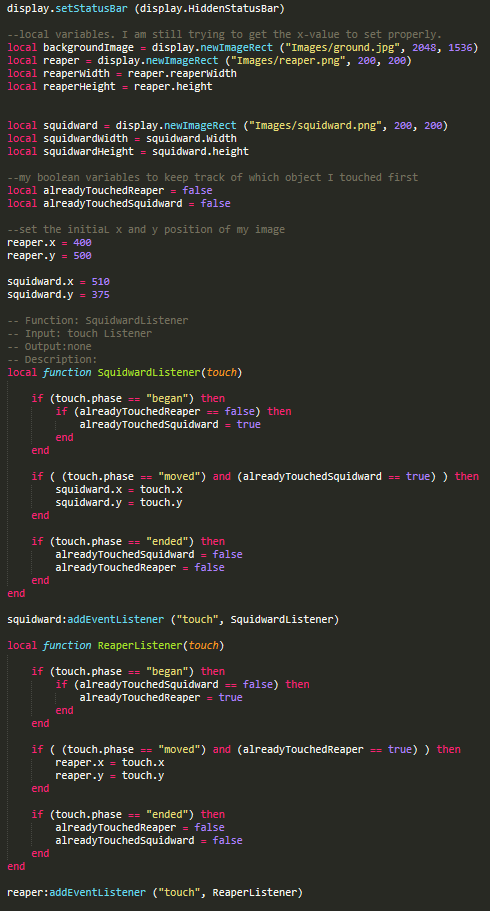 display.setStatusBar (display.HiddenStatusBar)
--local variables. I am still trying to get the x-value to set properly.
local backgroundImage = display.newImageRect ("Images/ground.jpg", 2048, 1536)
local reaper = display.newImageRect ("Images/reaper.png", 200, 200)
local reaperWidth = reaper.reaperWidth
local reaperHeight = reaper.height
local squidward = display.newImageRect ("Images/squidward.png", 200, 200)
local squidwardWidth = squidward.Width
local squidwardHeight = squidward.height
--my boolean variables to keep track of which object I touched first
local alreadyTouchedReaper = false
local alreadyTouchedSquidward = false
--set the initiaL x and y position of my image
reaper.x = 400
reaper.y = 500
squidward.x = 510
squidward.y = 375
-- Function: SquidwardListener
-- Input: touch Listener
-- Output:none
-- Description:
local function SquidwardListener(touch)
if (touch.phase == "began") then
if (alreadyTouchedReaper == false) then
alreadyTouchedSquidward = true
end
end
if ( (touch.phase == "moved") and (alreadyTouchedSquidward == true) ) then
squidward.x = touch.x
squidward.y = touch.y
end
if (touch.phase == "ended") then
alreadyTouchedSquidward = false
alreadyTouchedReaper = false
end
end
squidward:addEventListener ("touch", SquidwardListener)
local function ReaperListener(touch)
if (touch.phase == "began") then
if (alreadyTouchedSquidward == false) then
alreadyTouchedReaper = true
end
end
if ( (touch.phase == "moved") and (alreadyTouchedReaper == true) ) then
reaper.x = touch.x
reaper.y = touch.y
end
if (touch.phase == "ended") then
alreadyTouchedReaper = false
alreadyTouchedSquidward = false
end
end
reaper:addEventListener ("touch", ReaperListener)